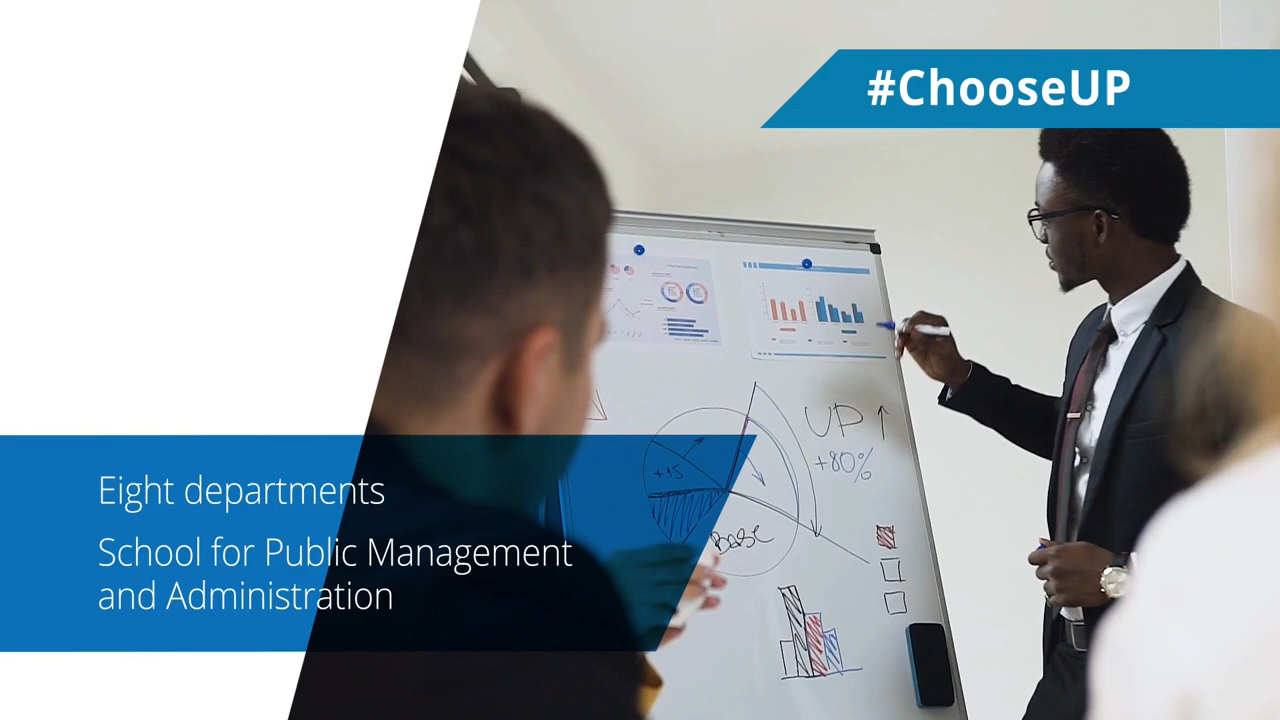 #ChooseUP
UP ↑
+80%
+15
BASE
Eight departments
School for Public Management
and Administration